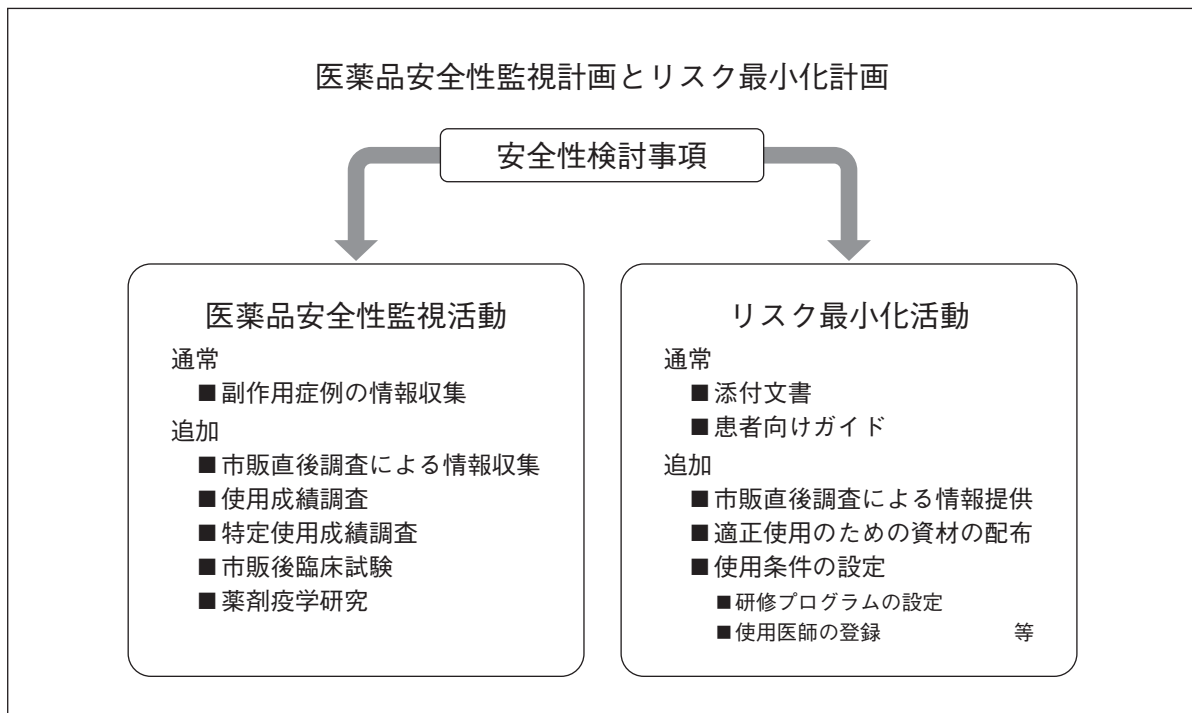 医薬品安全性監視計画とリスク最小化計画
安全性検討事項
医薬品安全性監視活動
通常
■副作用症例の情報収集
追加
■市販直後調査による情報収集
■使用成績調査
■特定使用成績調査
■市販後臨床試験
■薬剤疫学研究
リスク最小化活動
通常
■添付文書
■患者向けガイド
追加
■市販直後調査による情報提供
■適正使用のための資材の配布
■使用条件の設定
■研修プログラムの設定
■使用医師の登録 等